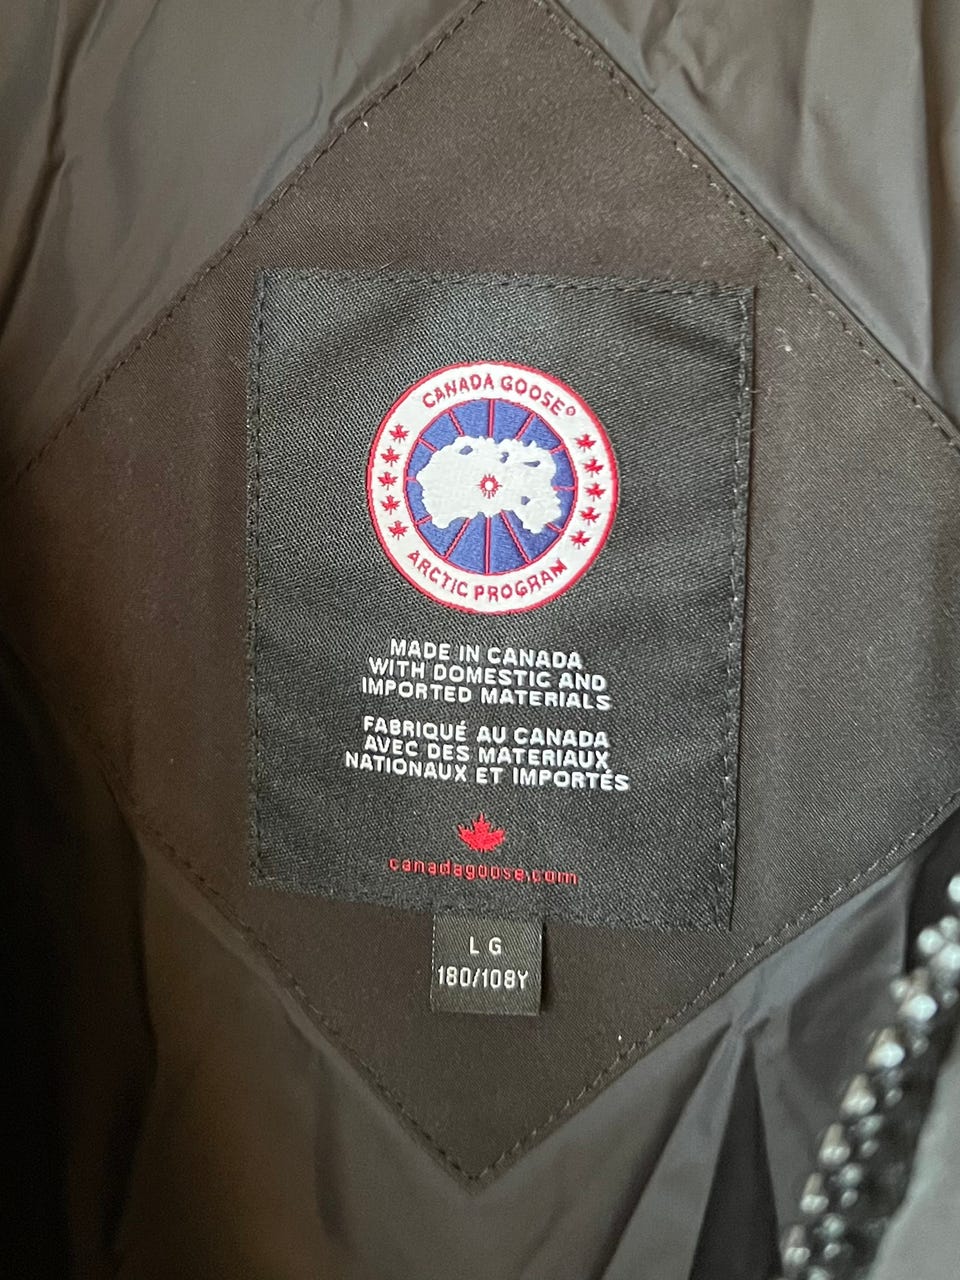 CANADA GOOSE®
ARCTIC PROGRAM
MADE IN CANADA
WITH DOMESTIC AND
IMPORTED MATERIALS
FABRIQUÉ AU CANADA
AVEC DES MATERIAUX
NATIONAUX ET IMPORTÉS
canadagoose.com
LG
180/108Y